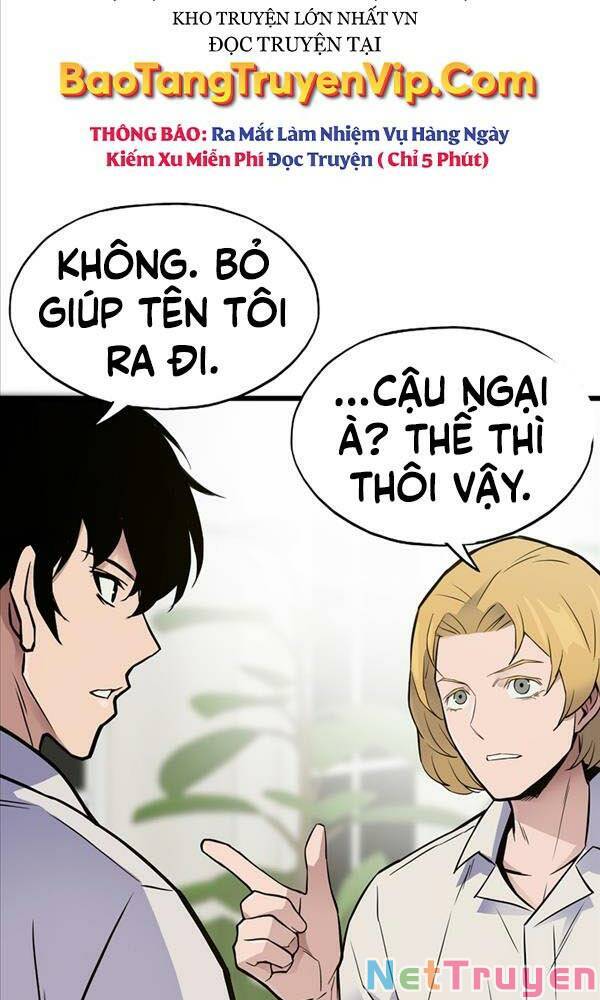 KHO TRUYỆN LỚN NHẤT VN
ĐỌC TRUYỆN TẠI
BaoTangTruyenVip.Com
THÔNG BÁO: Ra Mắt Làm Nhiệm Vụ Hàng Ngày
Kiếm Xu Miễn Phí Đọc Truyện ( Chỉ 5 Phút)
KHÔNG. BỎ
GIÚP TÊN TÔI
RA ĐI.
...CẬU NGẠI
À? THẾ THÌ
THÔI VẬY.
NetTruyen